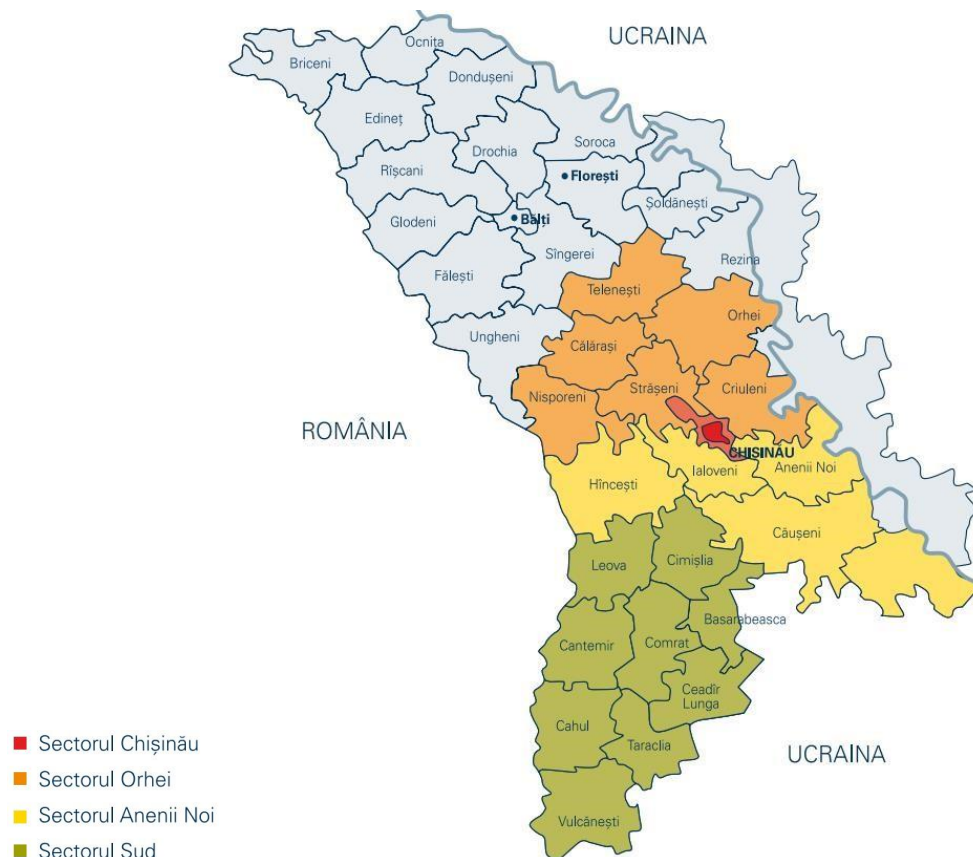 UCRAINA
Ocnița
Briceni
Dondușeni
Edineț
Soroca
Drochia
Rîșcani
Florești
Șoldănești
Glodeni
Bălți
Sîngerei
Rezina
Fălești
Telenești
Orhei
Ungheni
Călărași
Strășeni
Criuleni
Nisporeni
ROMÂNIA
CHISINĂU
Ialoveni
Anenii Noi
Hîncești
Căușeni
Leova
Cimișlia
Basarabeasca
Cantemir
Comrat
Ceadîr
Lunga
Cahul
Taraclia
UCRAINA
Vulcănești
Sectorul Chișinău
Sectorul Orhei
Sectorul Anenii Noi
Sectorul Sud